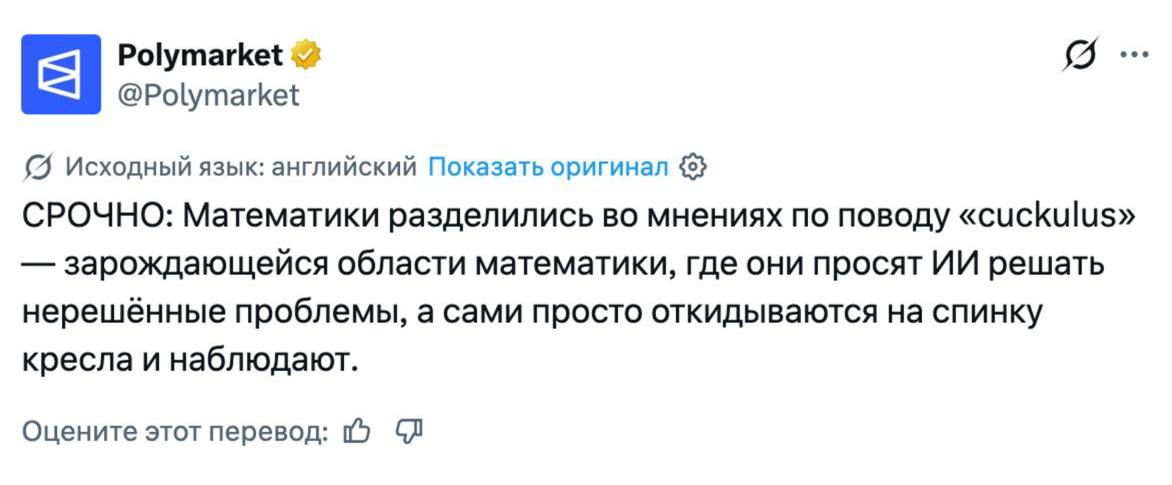 Polymarket
@Polymarket
Исходный язык: английский Показать оригинал
СРОЧНО: Математики разделились во мнениях по поводу «cuckulus»
— зарождающейся области математики, где они просят ИИ решать
нерешённые проблемы, а сами просто откидываются на спинку
кресла и наблюдают.
Оцените этот перевод: